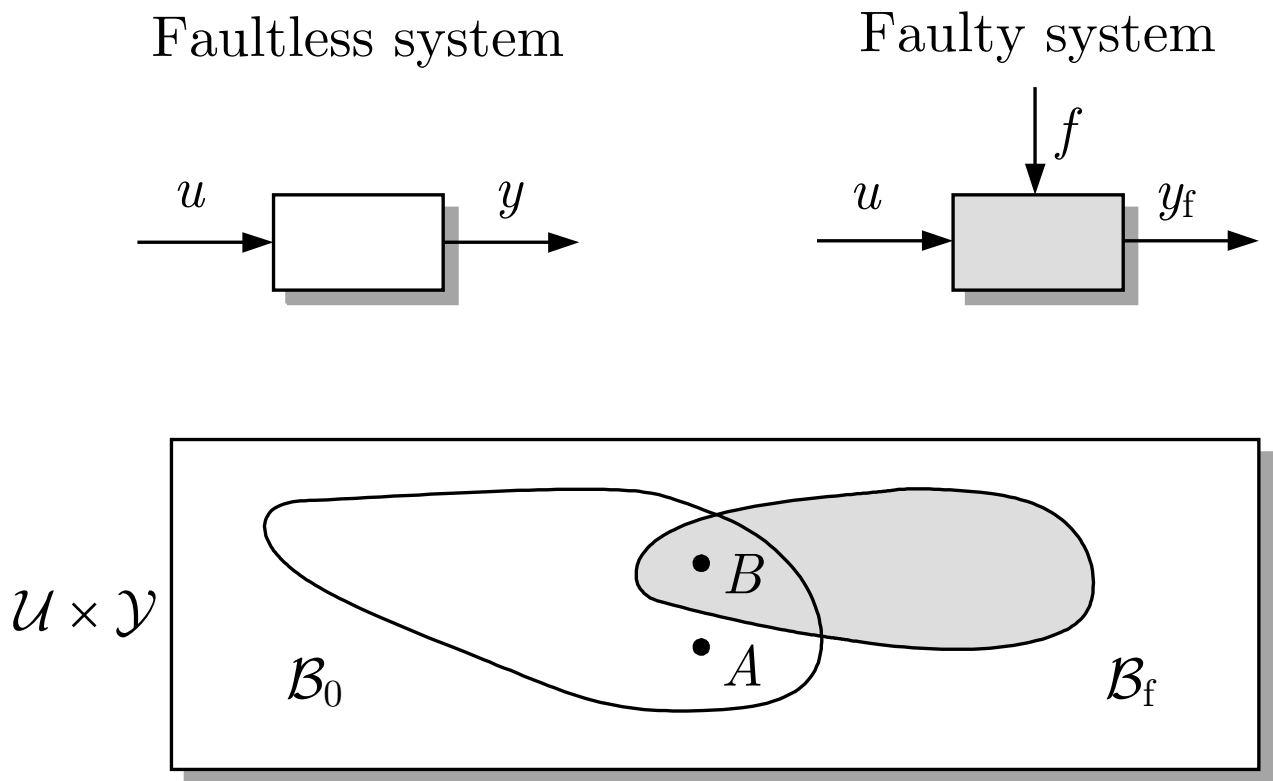 Faultless system
Faulty system
f
u
y
u
y_f
B
𝒰 × 𝒴
A
ℬ_0
ℬ_f